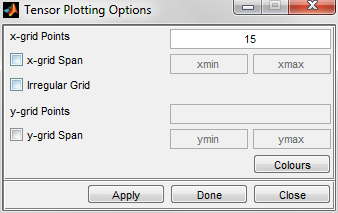 Tensor Plotting Options
x-grid Points 15
x-grid Span xmin xmax
Irregular Grid
y-grid Points
y-grid Span ymin ymax
Colours
Apply Done Close